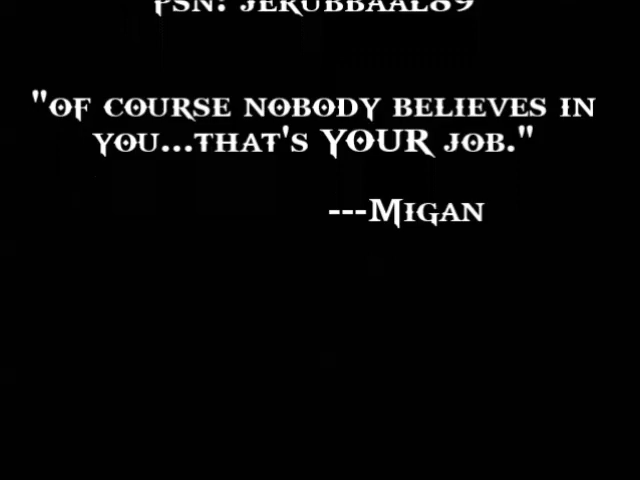 PSN: JERUBBAAL89
"OF COURSE NOBODY BELIEVES IN
YOU...THAT'S YOUR JOB."
---MIGAN